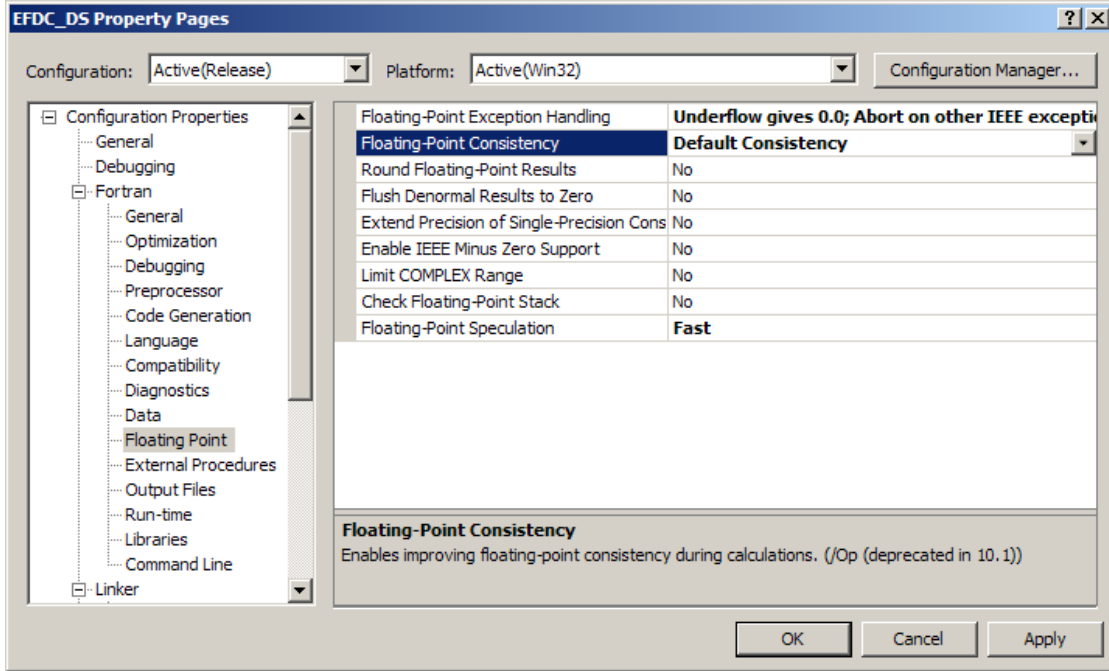 EFDC_DS Property Pages
Configuration: Active(Release) Platform: Active(Win32) Configuration Manager...
Configuration Properties
General
Debugging
Fortran
General
Optimization
Debugging
Preprocessor
Code Generation
Language
Compatibility
Diagnostics
Data
Floating Point
External Procedures
Output Files
Run-time
Libraries
Command Line
Linker
Floating-Point Exception Handling Underflow gives 0.0; Abort on other IEEE excepti
Floating-Point Consistency Default Consistency
Round Floating-Point Results No
Flush Denormal Results to Zero No
Extend Precision of Single-Precision Cons No
Enable IEEE Minus Zero Support No
Limit COMPLEX Range No
Check Floating-Point Stack No
Floating-Point Speculation Fast
Floating-Point Consistency
Enables improving floating-point consistency during calculations. (/Op (deprecated in 10.1))
OK Cancel Apply